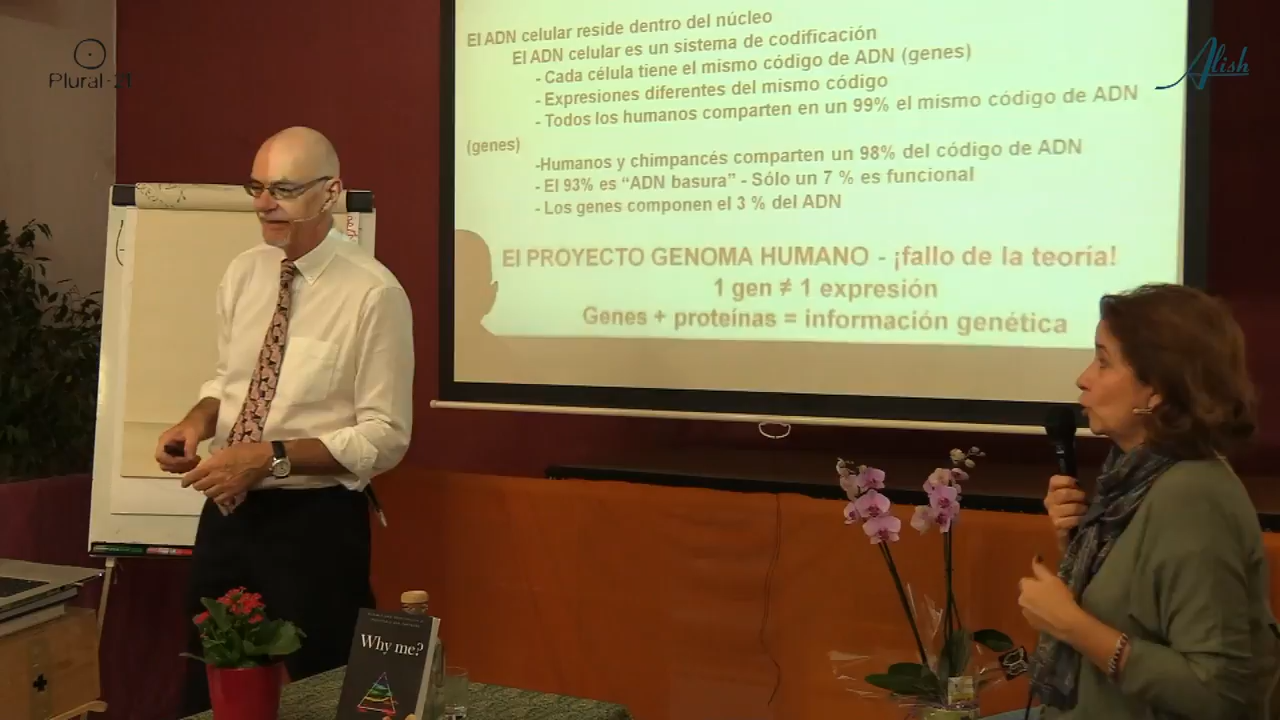 El ADN celular reside dentro del núcleo
El ADN celular es un sistema de codificación
- Cada célula tiene el mismo código de ADN (genes)
- Expresiones diferentes del mismo código
- Todos los humanos comparten en un 99% el mismo código de ADN
(genes)
-Humanos y chimpancés comparten un 98% del código de ADN
- El 93% es “ADN basura” - Sólo un 7 % es funcional
- Los genes componen el 3 % del ADN
El PROYECTO GENOMA HUMANO - ¡fallo de la teoría!
1 gen ≠ 1 expresión
Genes + proteínas = información genética
Plural-21
Alish
Why me?